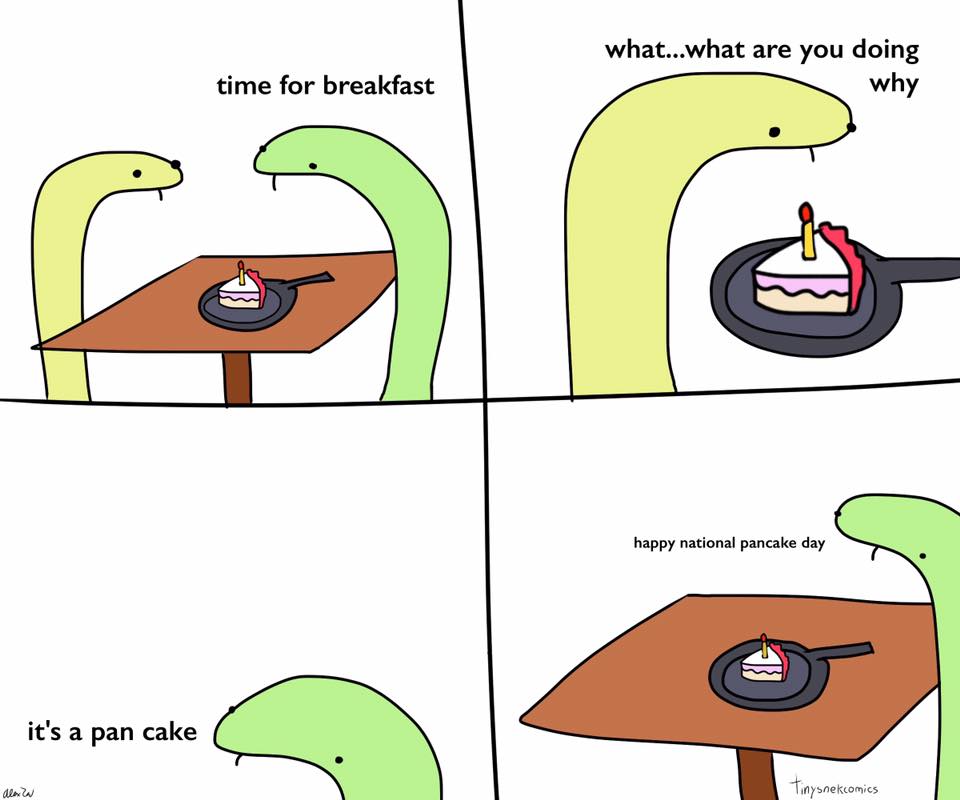 time for breakfast
what...what are you doing
why
it's a pan cake
happy national pancake day
tinysnekcomics